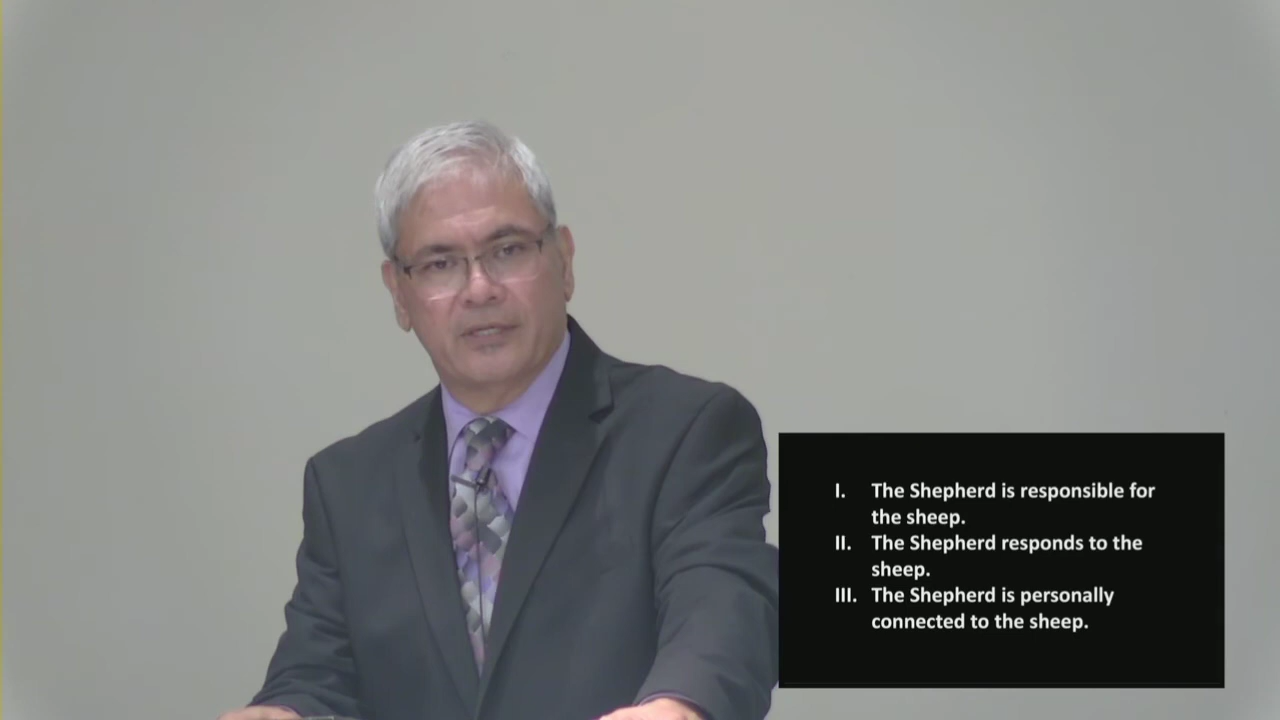 I. The Shepherd is responsible for
the sheep.
II. The Shepherd responds to the
sheep.
III. The Shepherd is personally
connected to the sheep.